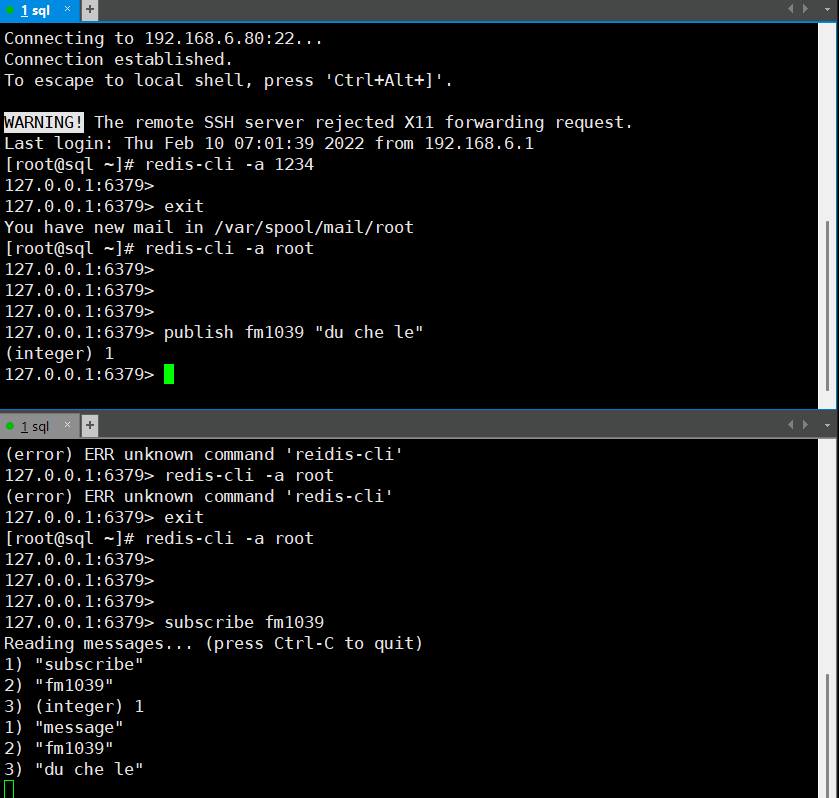 1 sql × +
Connecting to 192.168.6.80:22...
Connection established.
To escape to local shell, press 'Ctrl+Alt+]'.
WARNING! The remote SSH server rejected X11 forwarding request.
Last login: Thu Feb 10 07:01:39 2022 from 192.168.6.1
[root@sql ~]# redis-cli -a 1234
127.0.0.1:6379>
127.0.0.1:6379> exit
You have new mail in /var/spool/mail/root
[root@sql ~]# redis-cli -a root
127.0.0.1:6379>
127.0.0.1:6379>
127.0.0.1:6379>
127.0.0.1:6379> publish fm1039 "du che le"
(integer) 1
127.0.0.1:6379>
1 sql × +
(error) ERR unknown command 'reidis-cli'
127.0.0.1:6379> redis-cli -a root
(error) ERR unknown command 'redis-cli'
127.0.0.1:6379> exit
[root@sql ~]# redis-cli -a root
127.0.0.1:6379>
127.0.0.1:6379>
127.0.0.1:6379>
127.0.0.1:6379> subscribe fm1039
Reading messages... (press Ctrl-C to quit)
1) "subscribe"
2) "fm1039"
3) (integer) 1
1) "message"
2) "fm1039"
3) "du che le"